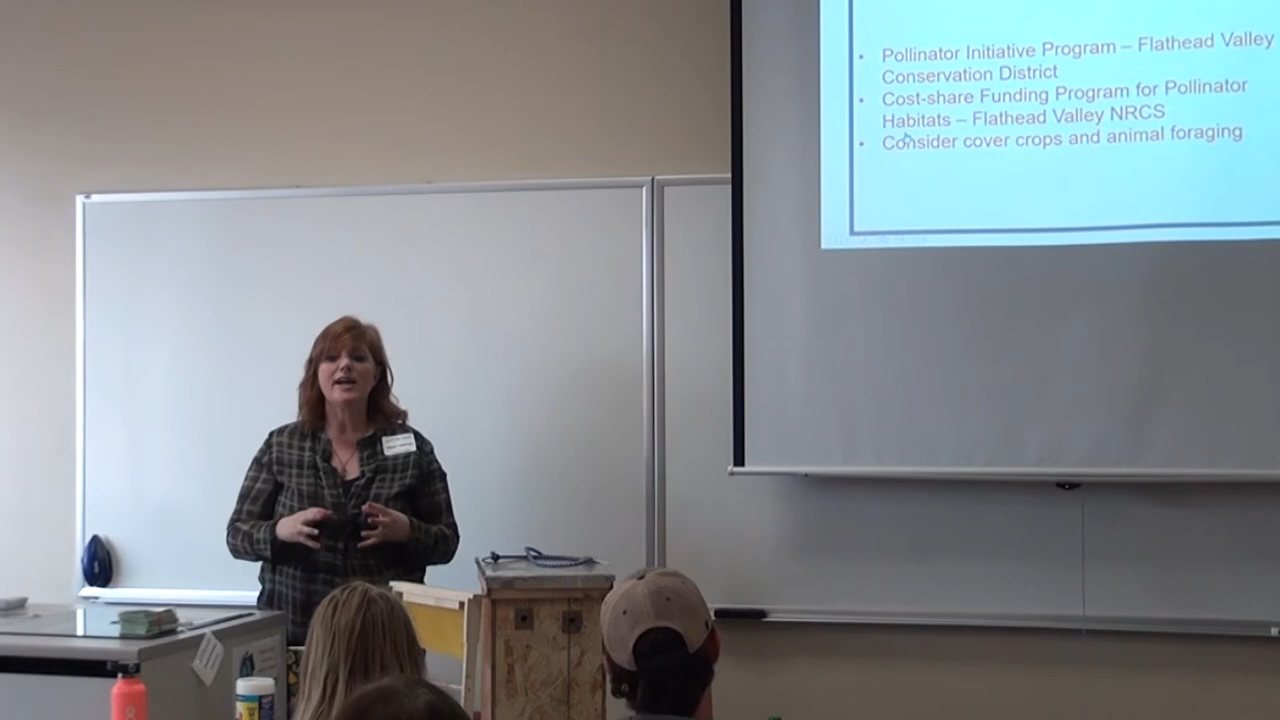 • Pollinator Initiative Program – Flathead Valley
Conservation District
• Cost-share Funding Program for Pollinator
Habitats – Flathead Valley NRCS
• Consider cover crops and animal foraging